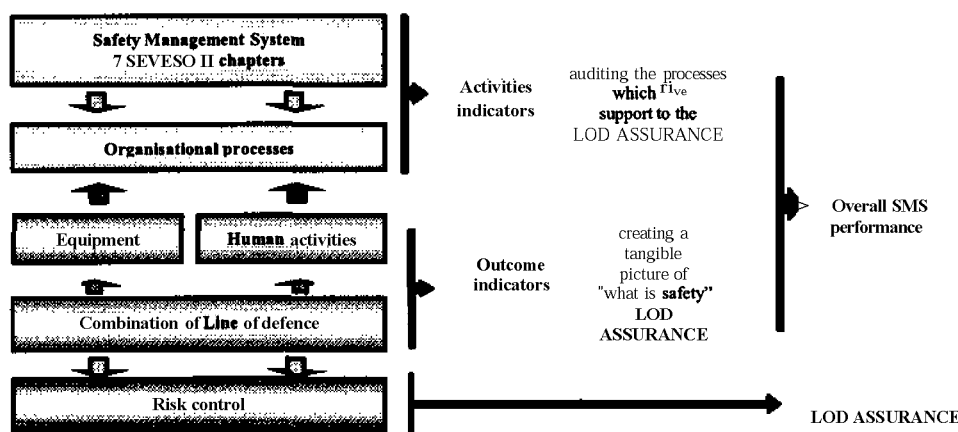 Safety Management System
7 SEVESO II chapters
Organisational processes
Equipment
Human activities
Combination of Line of defence
Risk control
Activities
indicators
Outcome
indicators
auditing the processes
which rive
support to the
LOD ASSURANCE
creating a
tangible
picture of
"what is safety”
LOD
ASSURANCE
Overall SMS
performance
LOD ASSURANCE